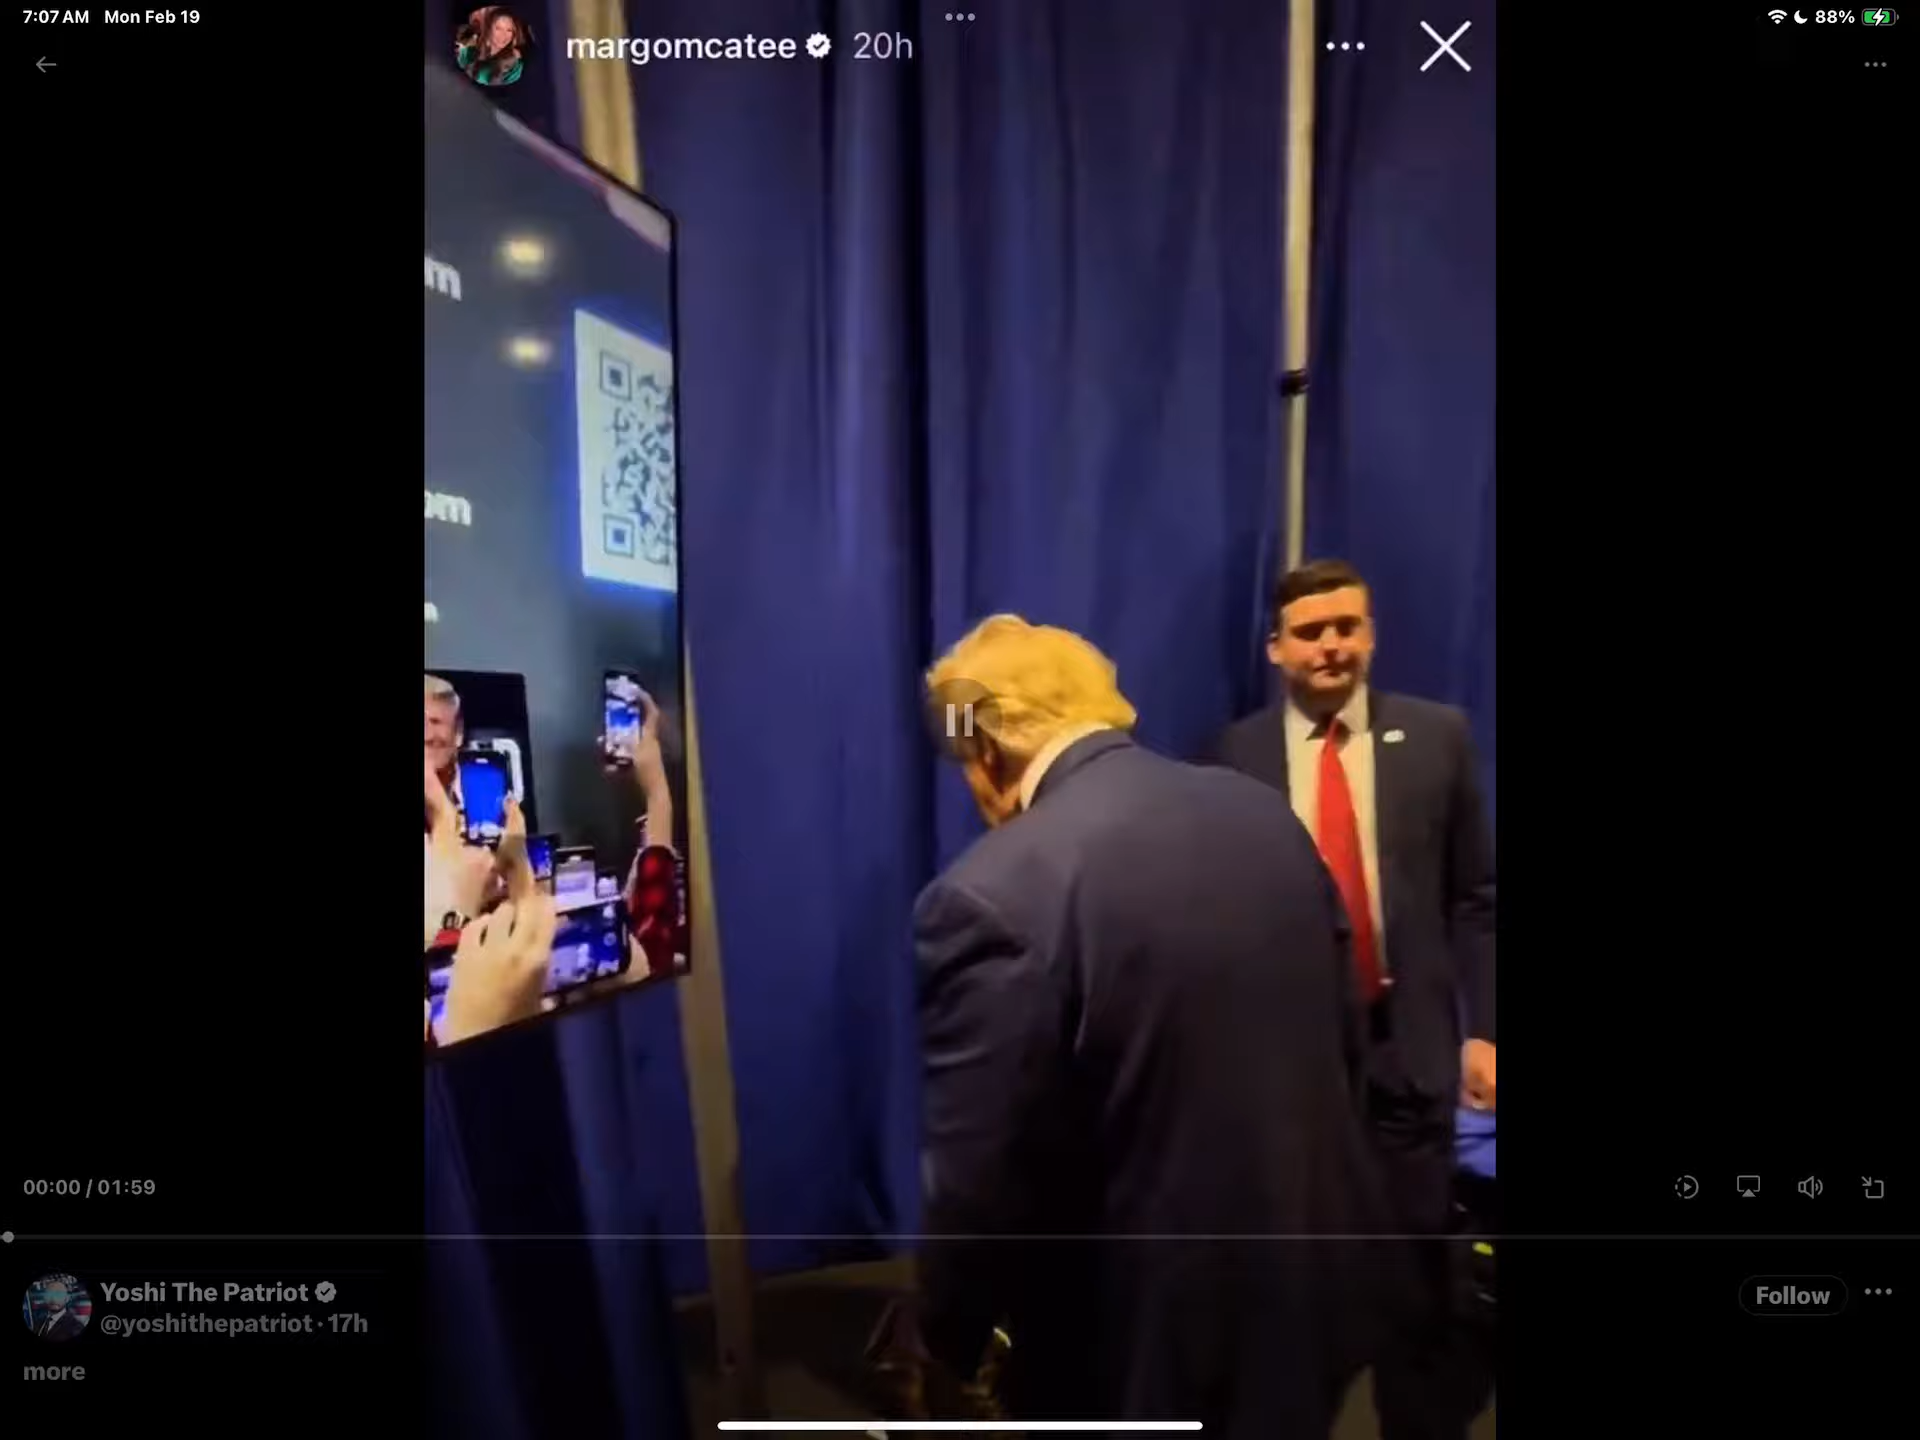 7:07 AM Mon Feb 19
88%
margomcatee 20h
m
om
00:00 / 01:59
Yoshi The Patriot
@yoshithepatriot · 17h
Follow
more